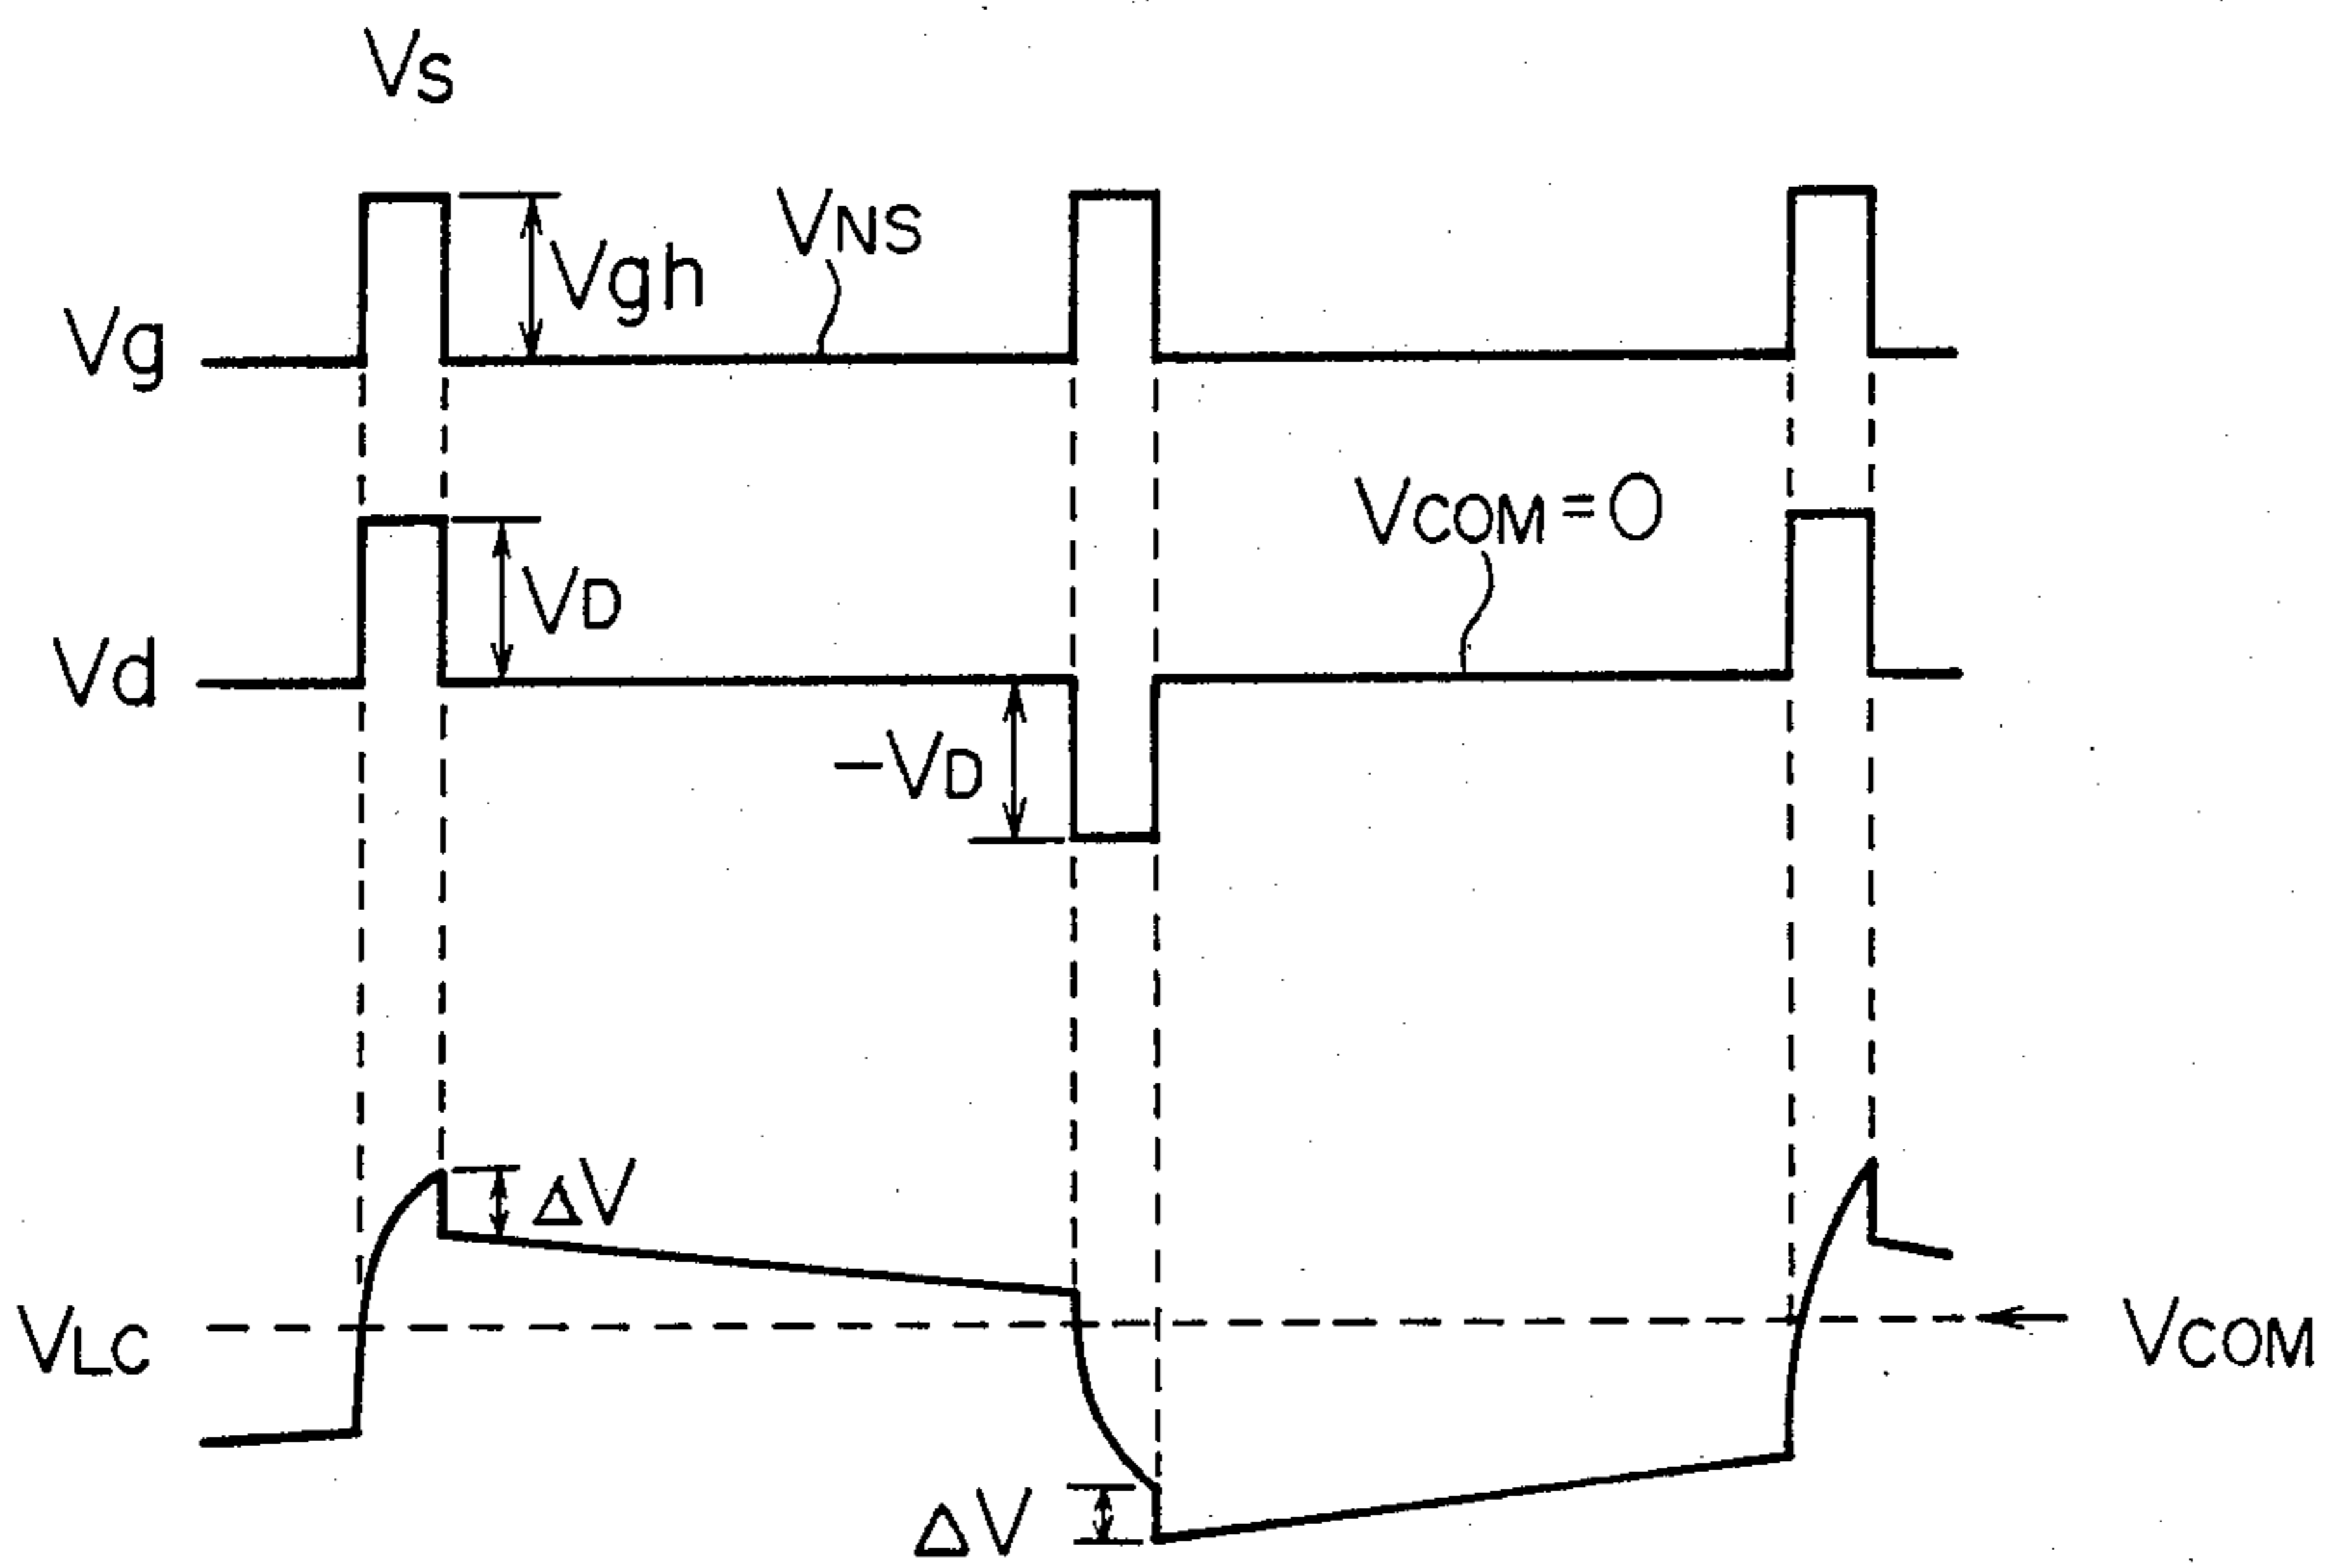 VS
Vgh
VNS
Vg
VCOM=0
VD
Vd
-VD
ΔV
VLC
VCOM
ΔV